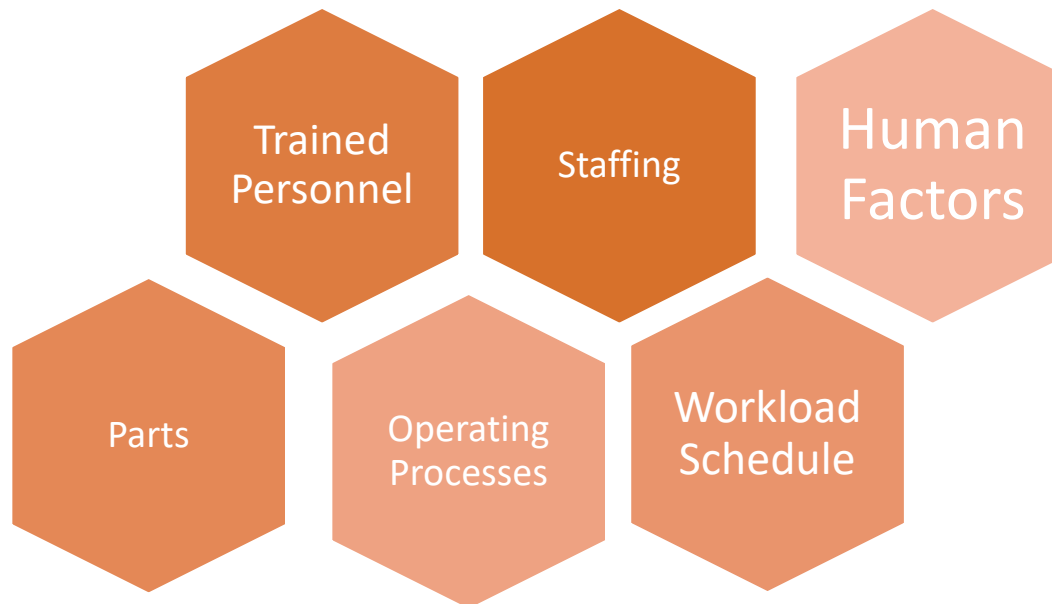 Trained
Personnel
Staffing
Human
Factors
Parts
Operating
Processes
Workload
Schedule